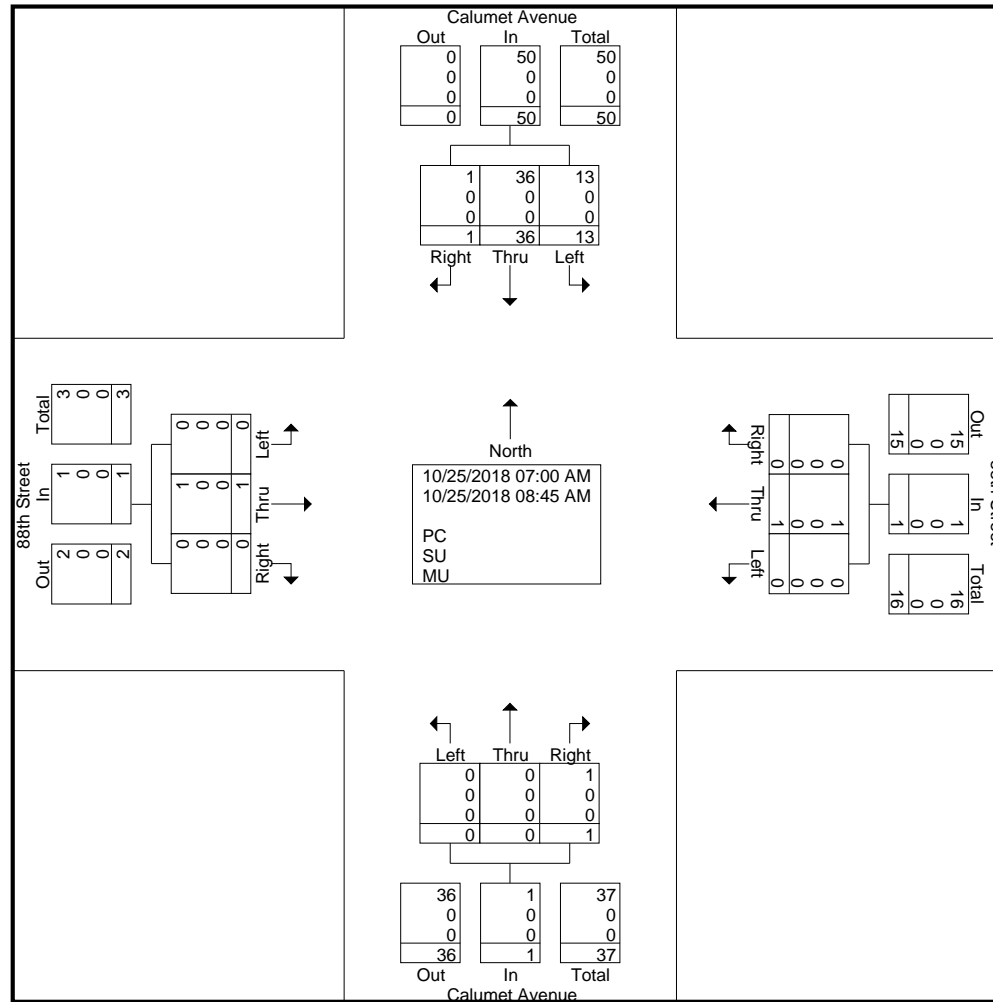 Calumet Avenue
Out In Total
0 50 50
0 0 0
0 0 0
0 50 50
1 36 13
0 0 0
0 0 0
1 36 13
Right Thru Left
88th Street
Total In Out
3 1 2
0 0 0
0 0 0
3 1 2
Left Thru Right
0 1 0
0 0 0
0 0 0
0 1 0
North
10/25/2018 07:00 AM
10/25/2018 08:45 AM
PC
SU
MU
Right Thru Left
0 1 0
0 0 0
0 0 0
0 1 0
Out In Total
15 1 16
0 0 0
0 0 0
15 1 16
Left Thru Right
0 0 1
0 0 0
0 0 0
0 0 1
36 1 37
0 0 0
0 0 0
36 1 37
Out In Total
Calumet Avenue